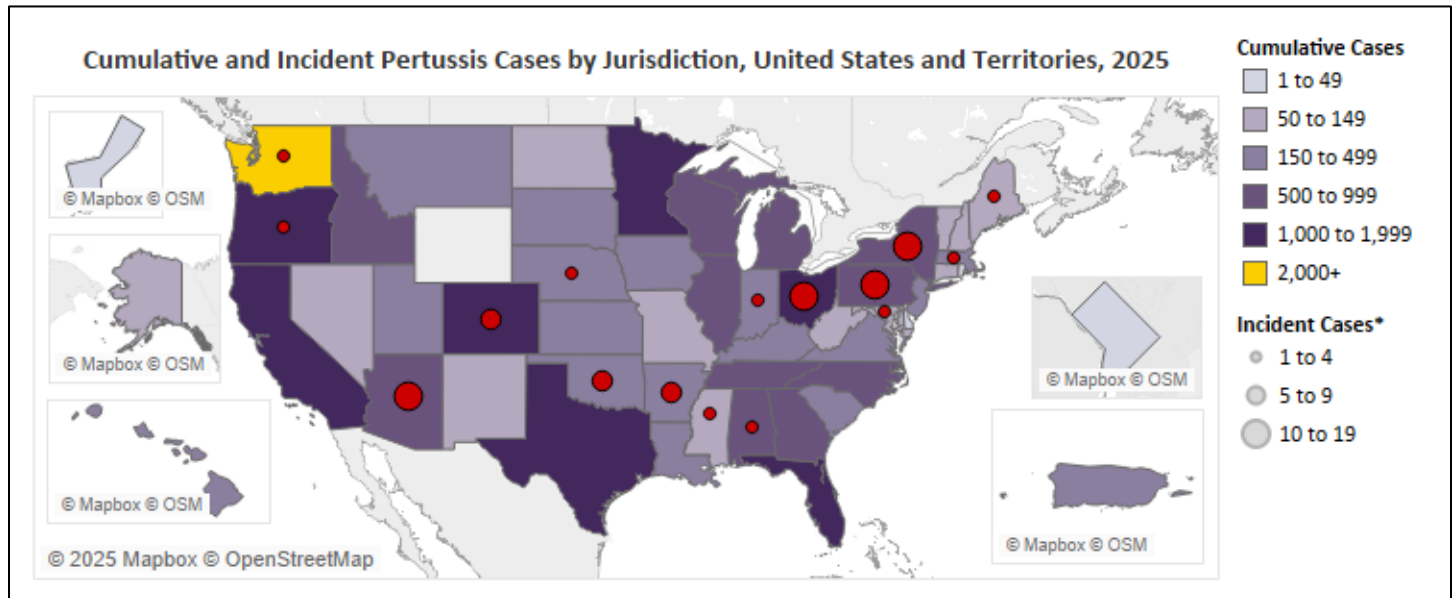 Cumulative and Incident Pertussis Cases by Jurisdiction, United States and Territories, 2025
Cumulative Cases
1 to 49
50 to 149
150 to 499
500 to 999
1,000 to 1,999
2,000+
Incident Cases*
1 to 4
5 to 9
10 to 19
© Mapbox © OSM
© Mapbox © OSM
© Mapbox © OSM
© Mapbox © OSM
© Mapbox © OSM
© 2025 Mapbox © OpenStreetMap